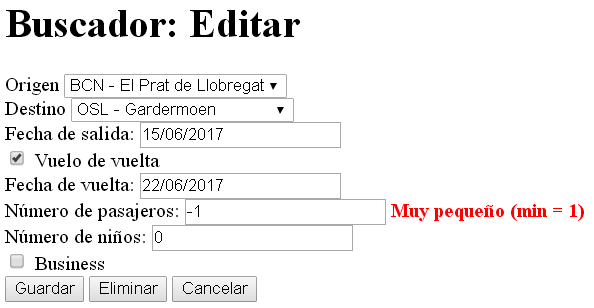 Buscador: Editar
Origen BCN - El Prat de Llobregat
Destino OSL - Gardermoen
Fecha de salida: 15/06/2017
Vuelo de vuelta
Fecha de vuelta: 22/06/2017
Número de pasajeros: -1 Muy pequeño (min = 1)
Número de niños: 0
Business
Guardar Eliminar Cancelar